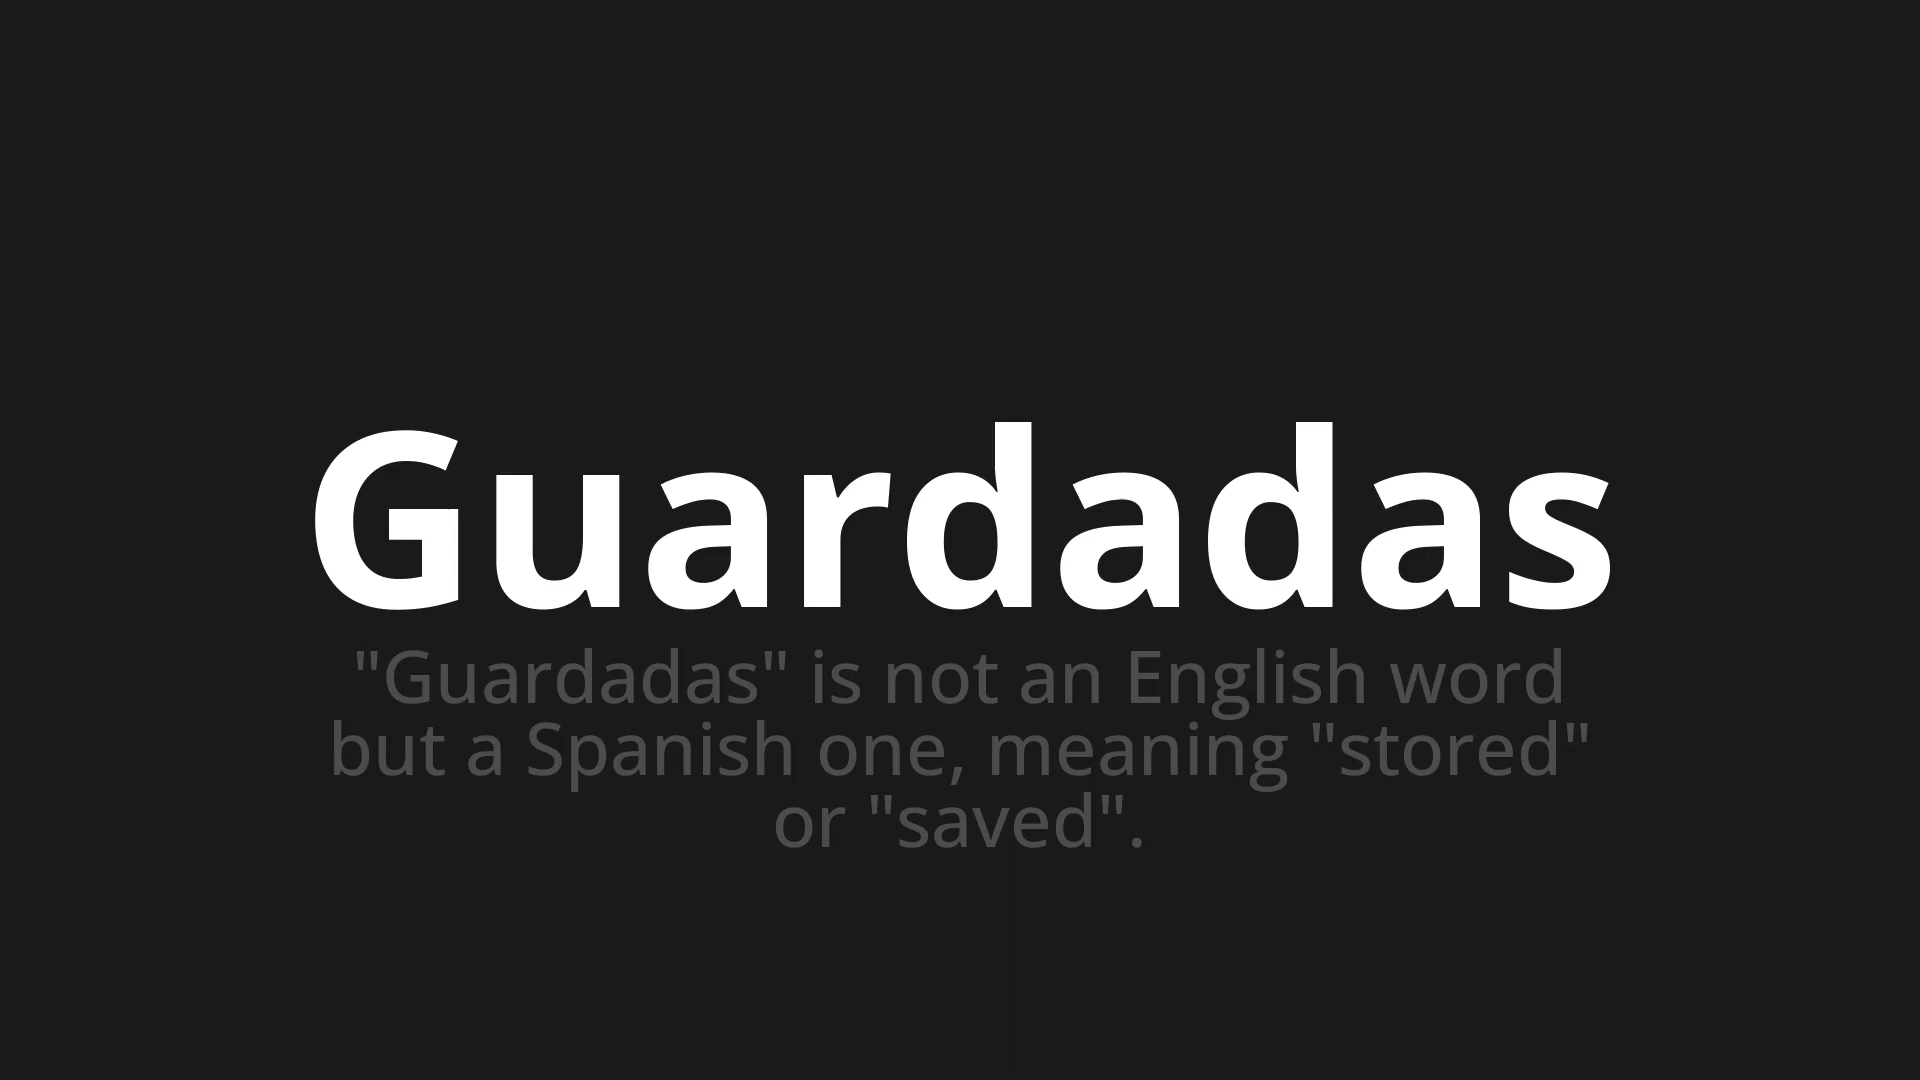 Guardadas
"Guardadas" is not an English word
but a Spanish one, meaning "stored"
or "saved".